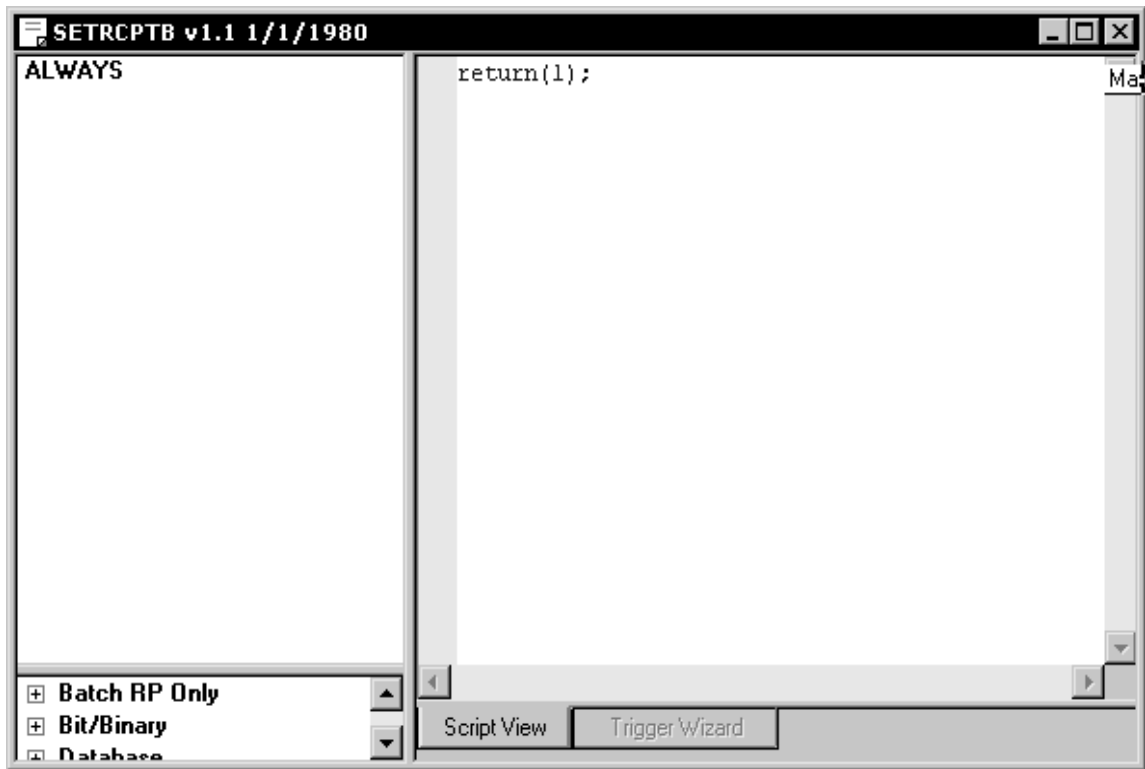 SETRCPTB v1.1 1/1/1980
ALWAYS
return(1);
Ma
Batch RP Only
Bit/Binary
Database
Script View
Trigger Wizard